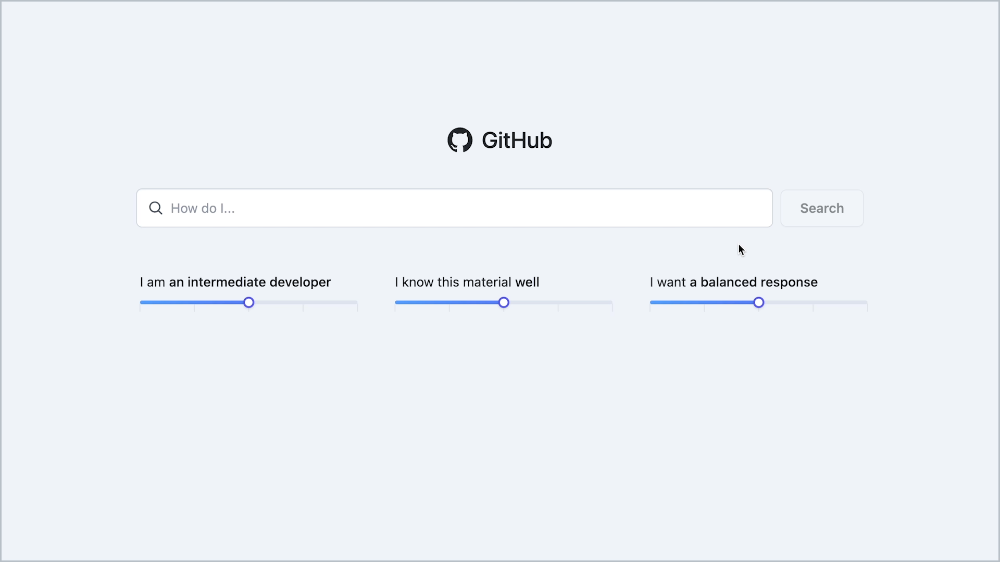 GitHub
How do I...
Search
I am an intermediate developer
I know this material well
I want a balanced response